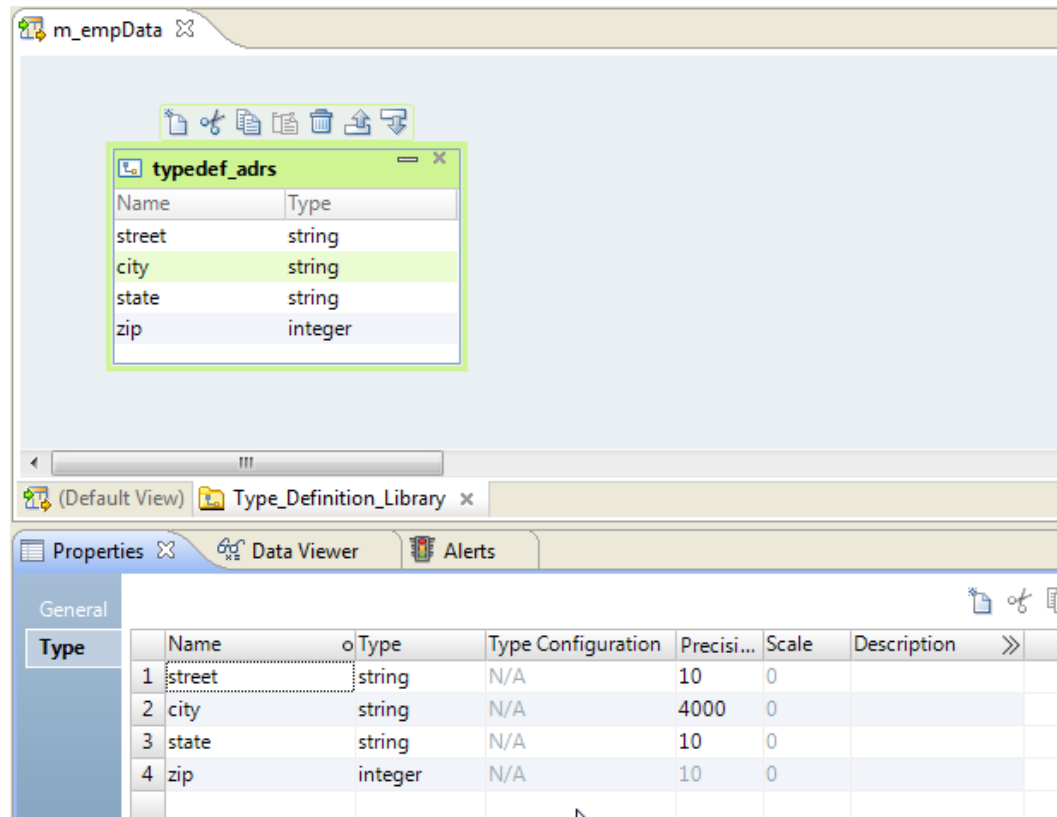 m_empData
typedef_adrs
Name Type
street string
city string
state string
zip integer
(Default View) Type_Definition_Library
Properties Data Viewer Alerts
General
Type
Name Type Type Configuration Precisi... Scale Description
1 street string N/A 10 0
2 city string N/A 4000 0
3 state string N/A 10 0
4 zip integer N/A 10 0